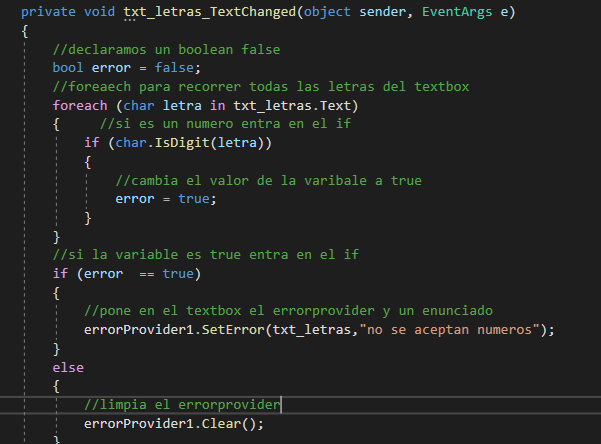 private void txt_letras_TextChanged(object sender, EventArgs e)
{
//declaramos un boolean false
bool error = false;
//foreaech para recorrer todas las letras del textbox
foreach (char letra in txt_letras.Text)
{ //si es un numero entra en el if
if (char.IsDigit(letra))
{
//cambia el valor de la varibale a true
error = true;
}
}
//si la variable es true entra en el if
if (error == true)
{
//pone en el textbox el errorprovider y un enunciado
errorProvider1.SetError(txt_letras,"no se aceptan numeros");
}
else
{
//limpia el errorprovider
errorProvider1.Clear();
}